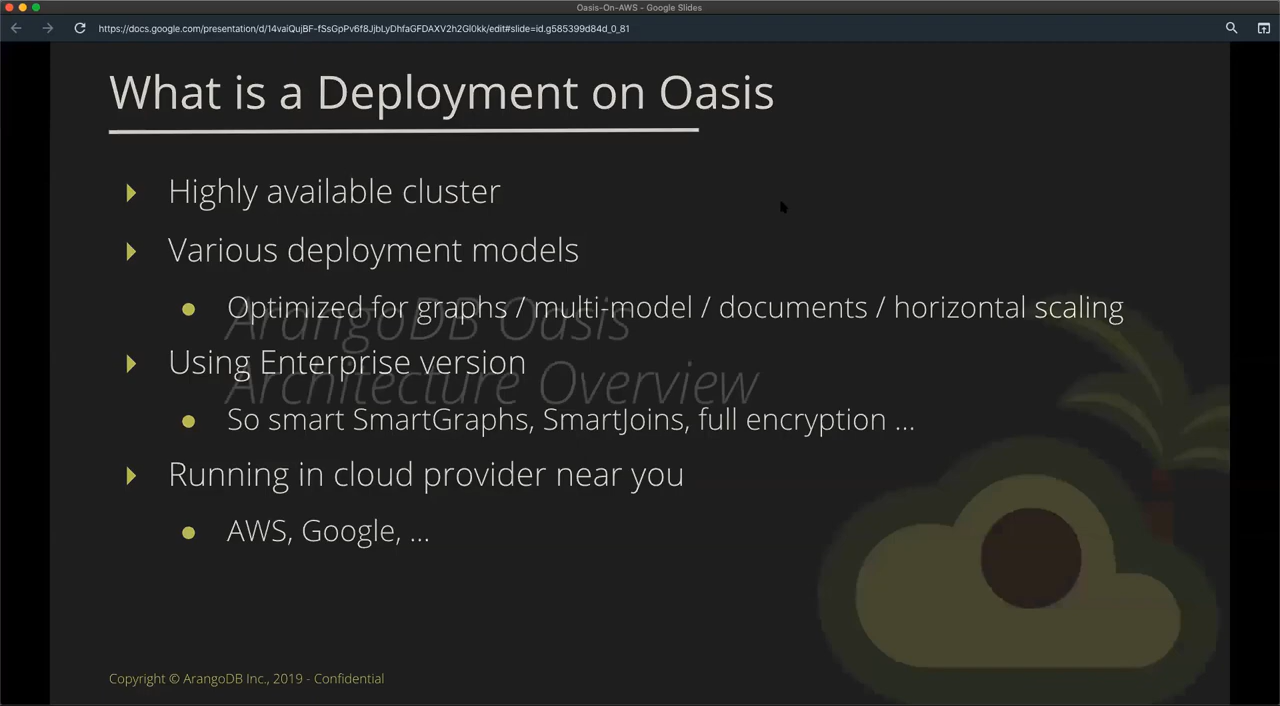 Oasis-On-AWS - Google Slides
https://docs.google.com/presentation/d/14vaiQujBF-fSsGpPv6f8JjbLyDhfaGFDAXV2h2Gl0kk/edit#slide=id.g585399d84d_0_81
What is a Deployment on Oasis
Highly available cluster
Various deployment models
Optimized for graphs / multi-model / documents / horizontal scaling
ArangoDB Oasis
Using Enterprise version
Architecture Overview
So smart SmartGraphs, SmartJoins, full encryption ...
Running in cloud provider near you
AWS, Google, ...
Copyright © ArangoDB Inc., 2019 - Confidential